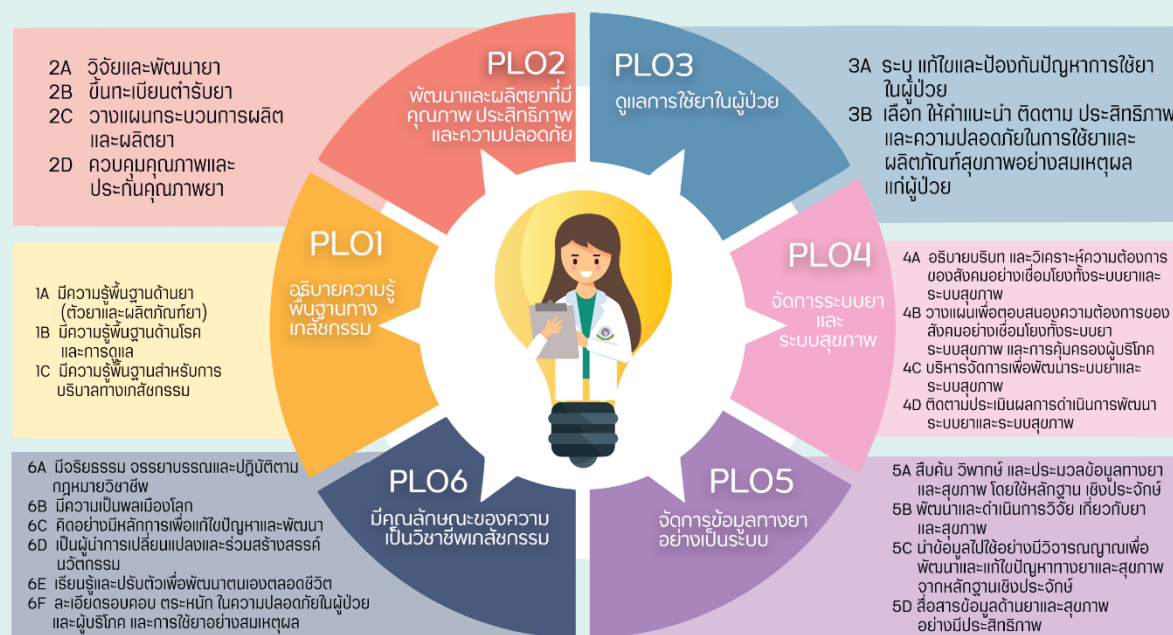 PLO1
อธิบายความรู้
พื้นฐานทาง
เภสัชกรรม
1A มีความรู้พื้นฐานด้านยา
(ตัวยาและผลิตภัณฑ์ยา)
1B มีความรู้พื้นฐานด้านโรค
และการดูแล
1C มีความรู้พื้นฐานสำหรับการ
บริบาลทางเภสัชกรรม
PLO2
พัฒนาและผลิตยาที่มี
คุณภาพ ประสิทธิภาพ
และความปลอดภัย
2A วิจัยและพัฒนายา
2B ขึ้นทะเบียนตำรับยา
2C วางแผนกระบวนการผลิต
และผลิตยา
2D ควบคุมคุณภาพและ
ประกันคุณภาพยา
PLO3
ดูแลการใช้ยาในผู้ป่วย
3A ระบุ แก้ไขและป้องกันปัญหาการใช้ยา
ในผู้ป่วย
3B เลือก ให้คำแนะนำ ติดตาม ประสิทธิภาพ
และความปลอดภัยในการใช้ยาและ
ผลิตภัณฑ์สุขภาพอย่างสมเหตุผล
แก่ผู้ป่วย
PLO4
จัดการระบบยา
และ
ระบบสุขภาพ
4A อธิบายบริบท และวิเคราะห์ความต้องการ
ของสังคมอย่างเชื่อมโยงทั้งระบบยาและ
ระบบสุขภาพ
4B วางแผนเพื่อตอบสนองความต้องการของ
สังคมอย่างเชื่อมโยงทั้งระบบยา
ระบบสุขภาพ และการคุ้มครองผู้บริโภค
4C บริหารจัดการเพื่อพัฒนาระบบยาและ
ระบบสุขภาพ
4D ติดตามประเมินผลการดำเนินการพัฒนา
ระบบยาและระบบสุขภาพ
PLO5
จัดการข้อมูลทางยา
อย่างเป็นระบบ
5A สืบค้น วิพากษ์ และประมวลข้อมูลทางยา
และสุขภาพ โดยใช้หลักฐาน เชิงประจักษ์
5B พัฒนาและดำเนินการวิจัย เกี่ยวกับยา
และสุขภาพ
5C นำข้อมูลไปใช้อย่างมีวิจารณญาณเพื่อ
พัฒนาและแก้ไขปัญหาทางยาและสุขภาพ
จากหลักฐานเชิงประจักษ์
5D สื่อสารข้อมูลด้านยาและสุขภาพ
อย่างมีประสิทธิภาพ
PLO6
มีคุณลักษณะของความ
เป็นวิชาชีพเภสัชกรรม
6A มีจริยธรรม จรรยาบรรณและปฏิบัติตาม
กฎหมายวิชาชีพ
6B มีความเป็นพลเมืองโลก
6C คิดอย่างมีหลักการเพื่อแก้ไขปัญหาและพัฒนา
6D เป็นผู้นำการเปลี่ยนแปลงและร่วมสร้างสรรค์
นวัตกรรม
6E เรียนรู้และปรับตัวเพื่อพัฒนาตนเองตลอดชีวิต
6F ละเอียดรอบคอบ ตระหนัก ในความปลอดภัยในผู้ป่วย
และผู้บริโภค และการใช้ยาอย่างสมเหตุผล